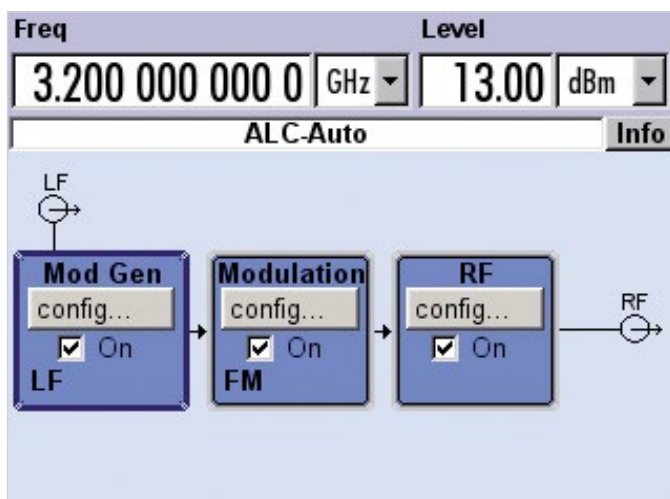 Freq Level
3.200 000 000 0 GHz 13.00 dBm
ALC-Auto Info
LF
Mod Gen Modulation RF
config... config... config... RF
On On On
LF FM